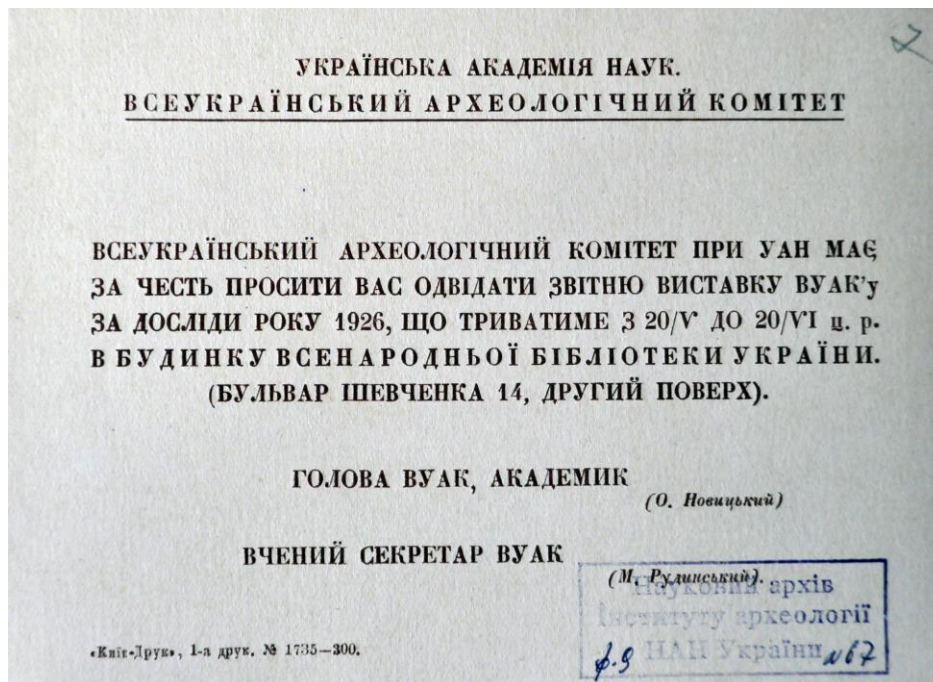 УКРАЇНСЬКА АКАДЕМІЯ НАУК.
ВСЕУКРАЇНСЬКИЙ АРХЕОЛОГІЧНИЙ КОМІТЕТ
ВСЕУКРАЇНСЬКИЙ АРХЕОЛОГІЧНИЙ КОМІТЕТ ПРИ УАН МАЄ
ЗА ЧЕСТЬ ПРОСИТИ ВАС ОДВІДАТИ ЗВІТНЮ ВИСТАВКУ ВУАК'у
ЗА ДОСЛІДИ РОКУ 1926, ЩО ТРИВАТИМЕ З 20/V ДО 20/VI ц. р.
В БУДИНКУ ВСЕНАРОДНЬОЇ БІБЛІОТЕКИ УКРАЇНИ.
(БУЛЬВАР ШЕВЧЕНКА 14, ДРУГИЙ ПОВЕРХ).
ГОЛОВА ВУАК, АКАДЕМИК
(О. Новицький)
ВЧЕНИЙ СЕКРЕТАР ВУАК
(М. Рудинський).
Науковий архів
Інституту археології
НАН України
ф. 9 №67
«Київ-Друк», 1-а друк. № 1735—300.